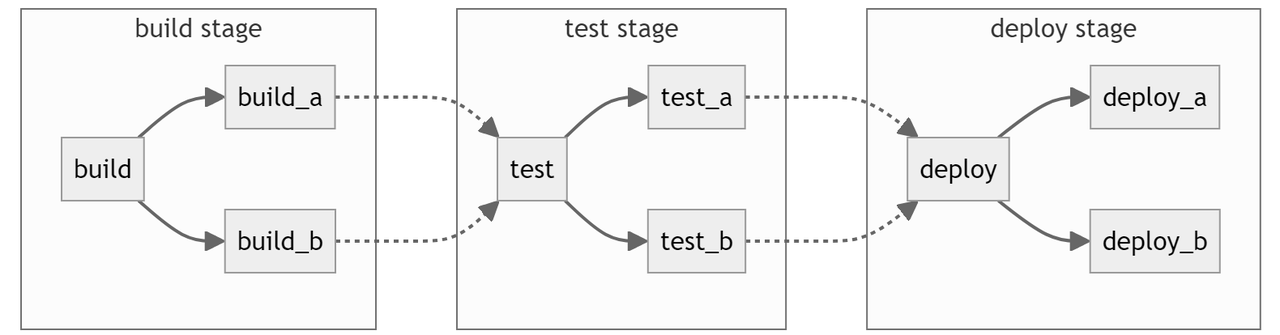 build stage
test stage
deploy stage
build_a
test_a
deploy_a
build
test
deploy
build_b
test_b
deploy_b